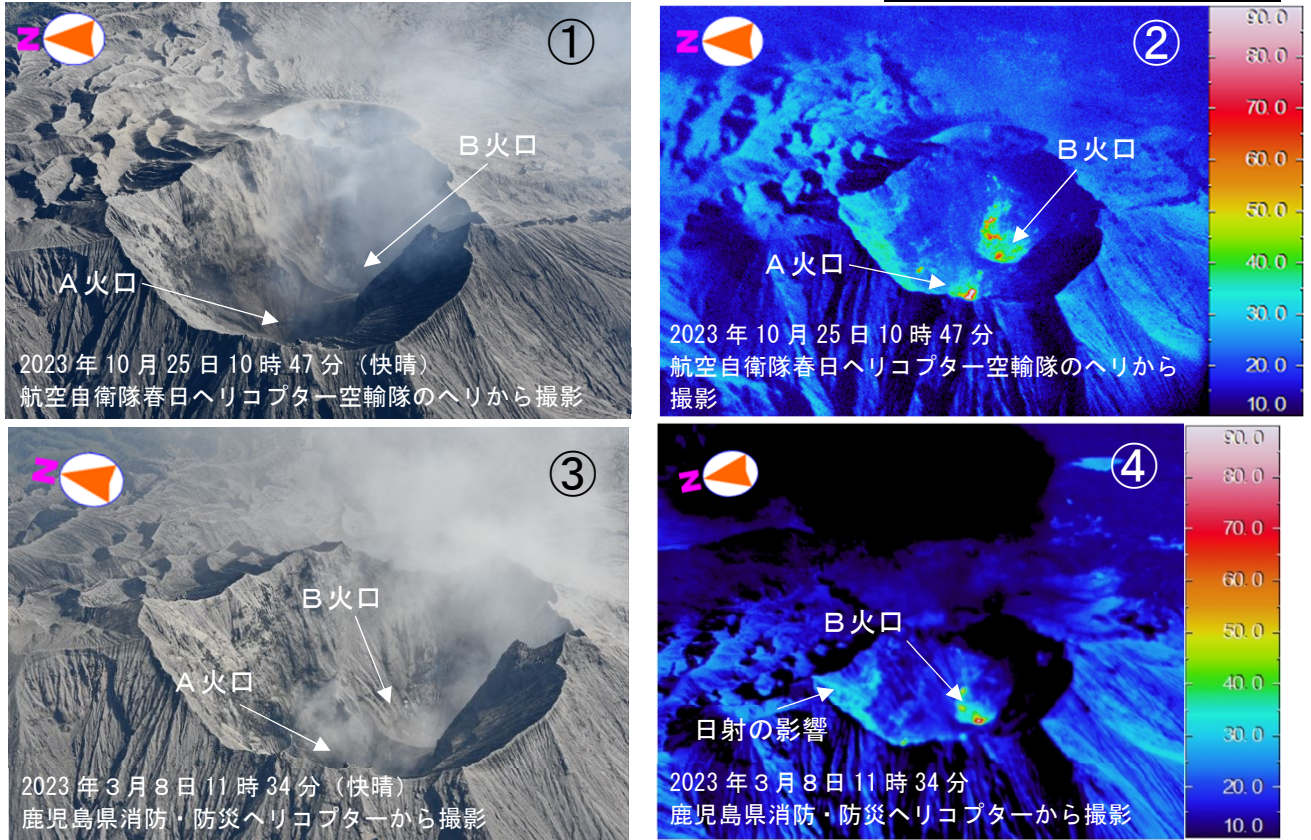 N
①
B火口
A火口
2023年10月25日10時47分（快晴）
航空自衛隊春日ヘリコプター空輸隊のヘリから撮影
N
②
B火口
A火口
2023年10月25日10時47分
航空自衛隊春日ヘリコプター空輸隊のヘリから
撮影
90.0
80.0
70.0
60.0
50.0
40.0
30.0
20.0
10.0
N
③
B火口
A火口
2023年３月８日11時34分（快晴）
鹿児島県消防・防災ヘリコプターから撮影
N
④
B火口
日射の影響
2023年３月８日11時34分
鹿児島県消防・防災ヘリコプターから撮影
90.0
80.0
70.0
60.0
50.0
40.0
30.0
20.0
10.0